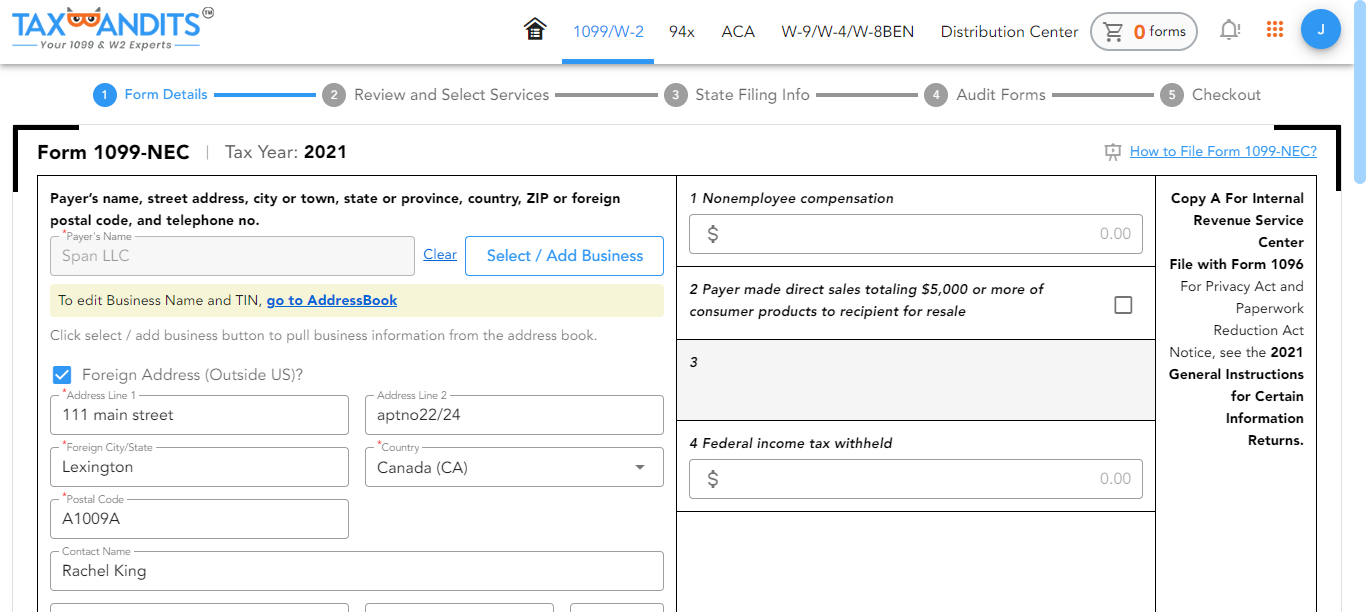 TAXBANDITS TM
Your 1099 & W2 Experts
1099/W-2
94x
ACA
W-9/W-4/W-8BEN
Distribution Center
0 forms
J
1 Form Details
2 Review and Select Services
3 State Filing Info
4 Audit Forms
5 Checkout
Form 1099-NEC | Tax Year: 2021
How to File Form 1099-NEC?
Payer's name, street address, city or town, state or province, country, ZIP or foreign
postal code, and telephone no.
*Payer's Name
Span LLC
Clear
Select / Add Business
To edit Business Name and TIN, go to AddressBook
Click select / add business button to pull business information from the address book.
Foreign Address (Outside US)?
*Address Line 1
111 main street
Address Line 2
aptno22/24
*Foreign City/State
Lexington
*Country
Canada (CA)
*Postal Code
A1009A
Contact Name
Rachel King
1 Nonemployee compensation
$ 0.00
2 Payer made direct sales totaling $5,000 or more of
consumer products to recipient for resale
3
4 Federal income tax withheld
$ 0.00
Copy A For Internal
Revenue Service
Center
File with Form 1096
For Privacy Act and
Paperwork
Reduction Act
Notice, see the 2021
General Instructions
for Certain
Information
Returns.